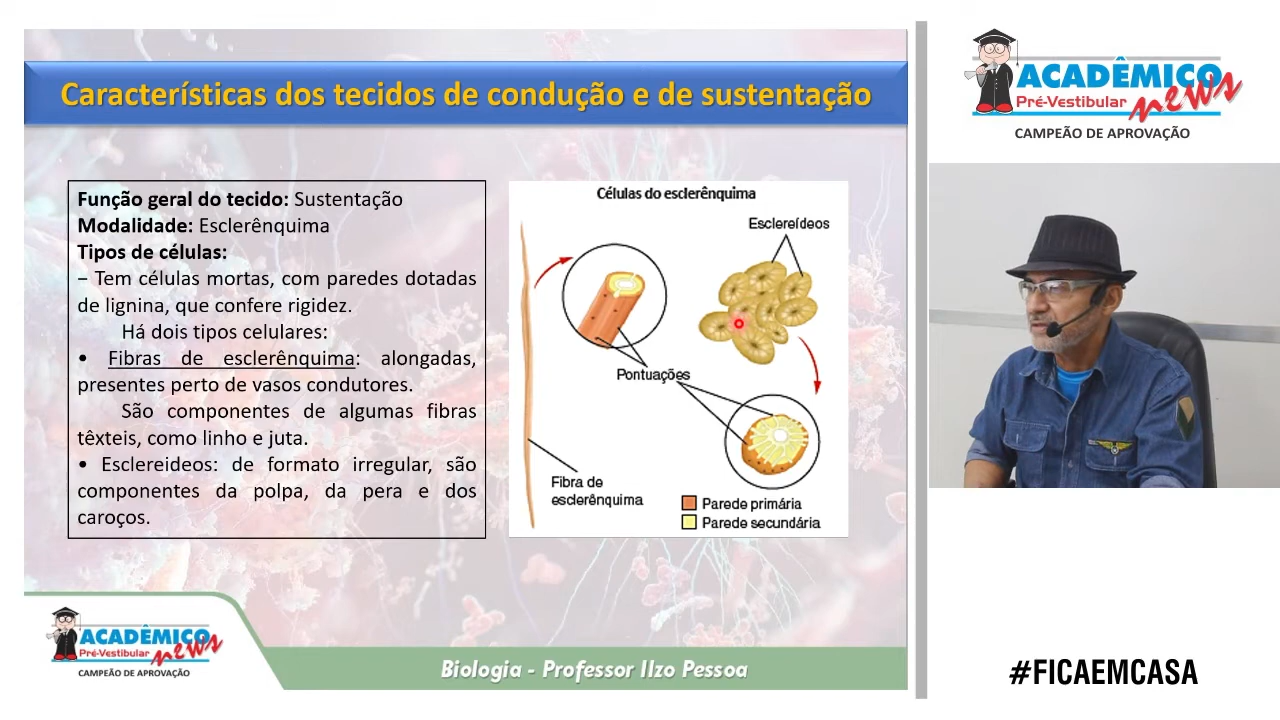 Características dos tecidos de condução e de sustentação
Função geral do tecido: Sustentação
Modalidade: Esclerênquima
Tipos de células:
− Tem células mortas, com paredes dotadas
de lignina, que confere rigidez.
Há dois tipos celulares:
• Fibras de esclerênquima: alongadas,
presentes perto de vasos condutores.
São componentes de algumas fibras
têxteis, como linho e juta.
• Esclereideos: de formato irregular, são
componentes da polpa, da pera e dos
caroços.
Células do esclerênquima
Esclereídeos
Pontuações
Fibra de
esclerênquima
Parede primária
Parede secundária
ACADÊMICO
Pré-Vestibular news
CAMPEÃO DE APROVAÇÃO
Biologia - Professor Ilzo Pessoa
ACADÊMICO
Pré-Vestibular news
CAMPEÃO DE APROVAÇÃO
#FICAEMCASA